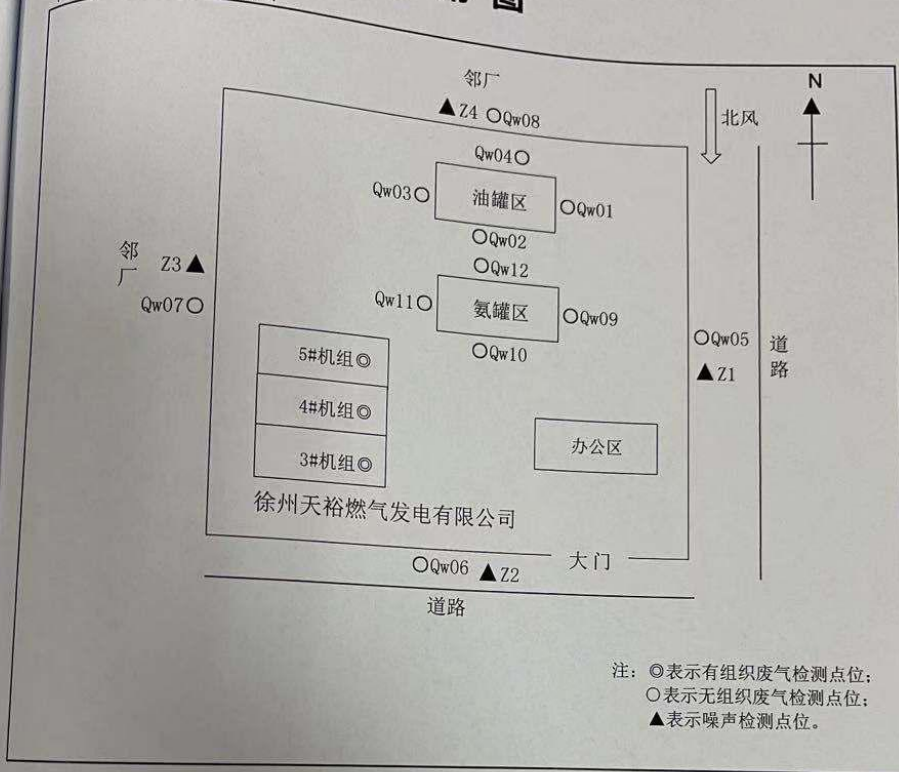 附图
邻厂
▲Z4 ○Qw08
北风
N
Qw04○
Qw03○
油罐区
○Qw01
○Qw02
邻厂
Z3▲
○Qw12
Qw07○
Qw11○
氨罐区
○Qw09
○Qw10
○Qw05
▲Z1
道路
5#机组◎
4#机组◎
3#机组◎
办公区
徐州天裕燃气发电有限公司
大门
○Qw06 ▲Z2
道路
注：◎表示有组织废气检测点位；
○表示无组织废气检测点位；
▲表示噪声检测点位。